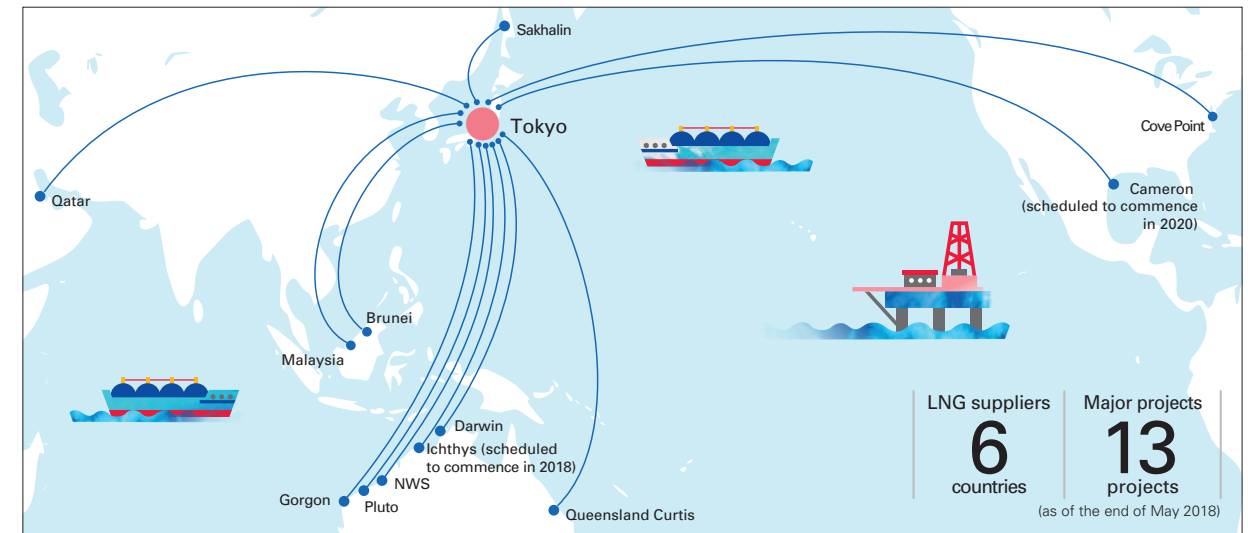 Sakhalin
Tokyo
Cove Point
Qatar
Cameron
(scheduled to commence
in 2020)
Brunei
Malaysia
Darwin
Ichthys (scheduled
to commence in 2018)
NWS
Gorgon
Pluto
Queensland Curtis
LNG suppliers
6
countries
Major projects
13
projects
(as of the end of May 2018)